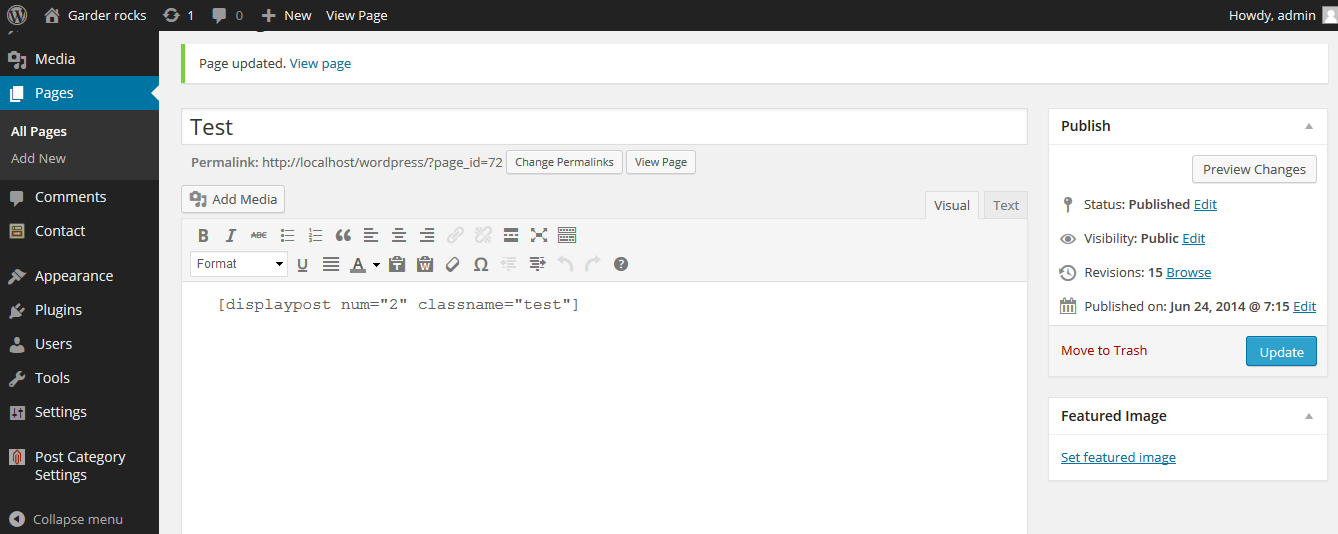 Garder rocks 1 0 New View Page Howdy, admin
Media
Pages
All Pages
Add New
Comments
Contact
Appearance
Plugins
Users
Tools
Settings
Post Category
Settings
Collapse menu
Page updated. View page
Test
Permalink: http://localhost/wordpress/?page_id=72 Change Permalinks View Page
Add Media
Visual Text
B I ABC
Format U A T W Ω ?
[displaypost num="2" classname="test"]
Publish
Preview Changes
Status: Published Edit
Visibility: Public Edit
Revisions: 15 Browse
Published on: Jun 24, 2014 @ 7:15 Edit
Move to Trash Update
Featured Image
Set featured image